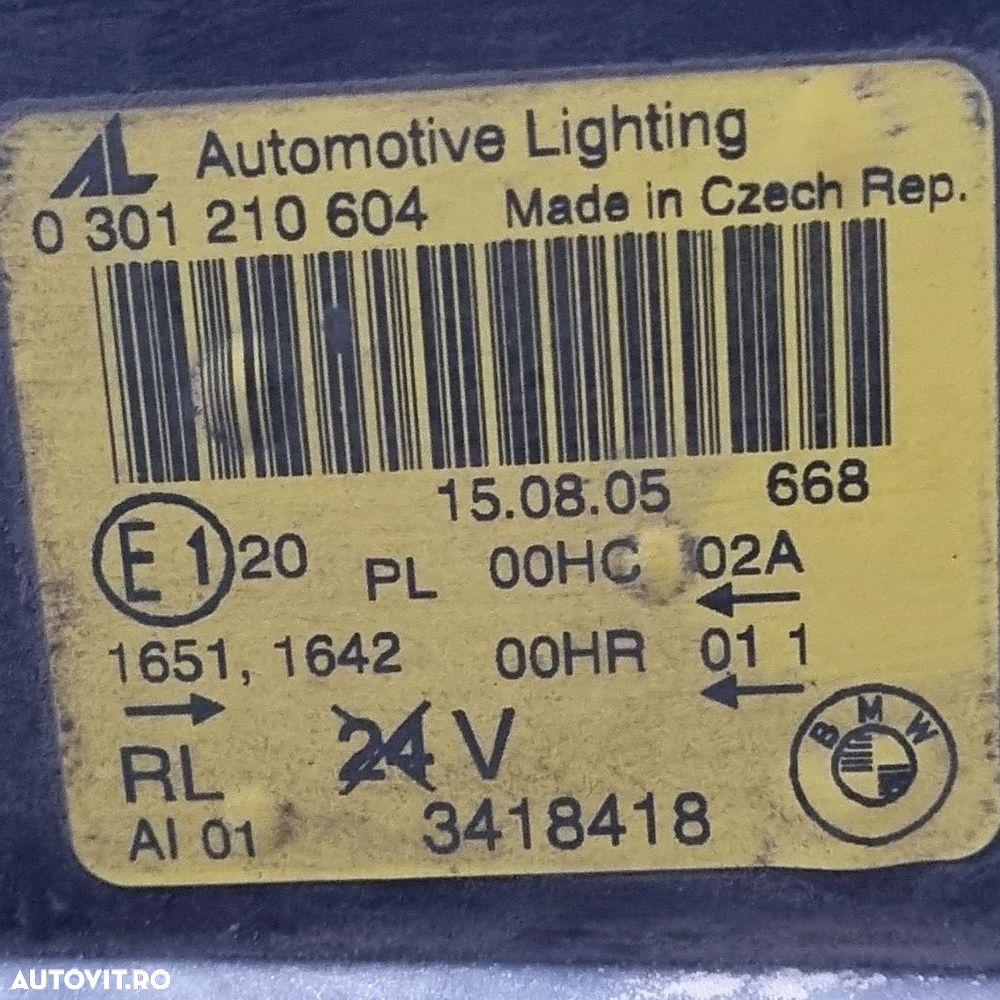 AL Automotive Lighting
0 301 210 604 Made in Czech Rep.
15.08.05 668
E1 20 PL 00HC 02A
1651, 1642 00HR 01 1
RL 24 V
AI 01 3418418
BMW
AUTOVIT.RO